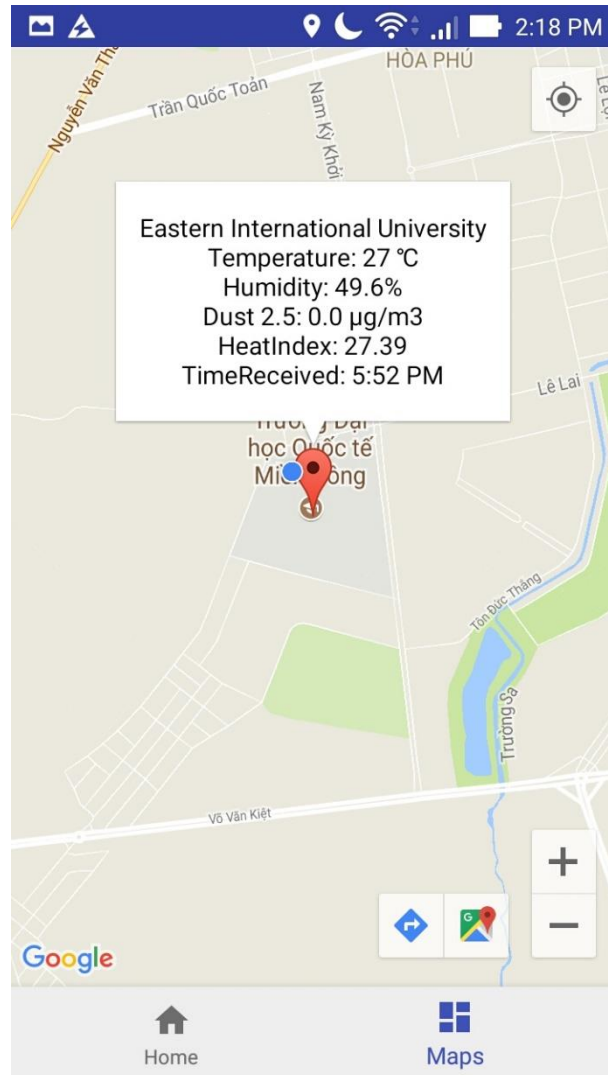 2:18 PM
HÒA PHÚ
Nguyễn Văn Th
Trần Quốc Toản
Nam Kỳ Khởi
Lê Lợi
Eastern International University
Temperature: 27 °C
Humidity: 49.6%
Dust 2.5: 0.0 µg/m3
HeatIndex: 27.39
TimeReceived: 5:52 PM
Lê Lai
học Quốc tế
Tôn Đức Thắng
Trường Sa
Võ Văn Kiệt
Google
Home
Maps